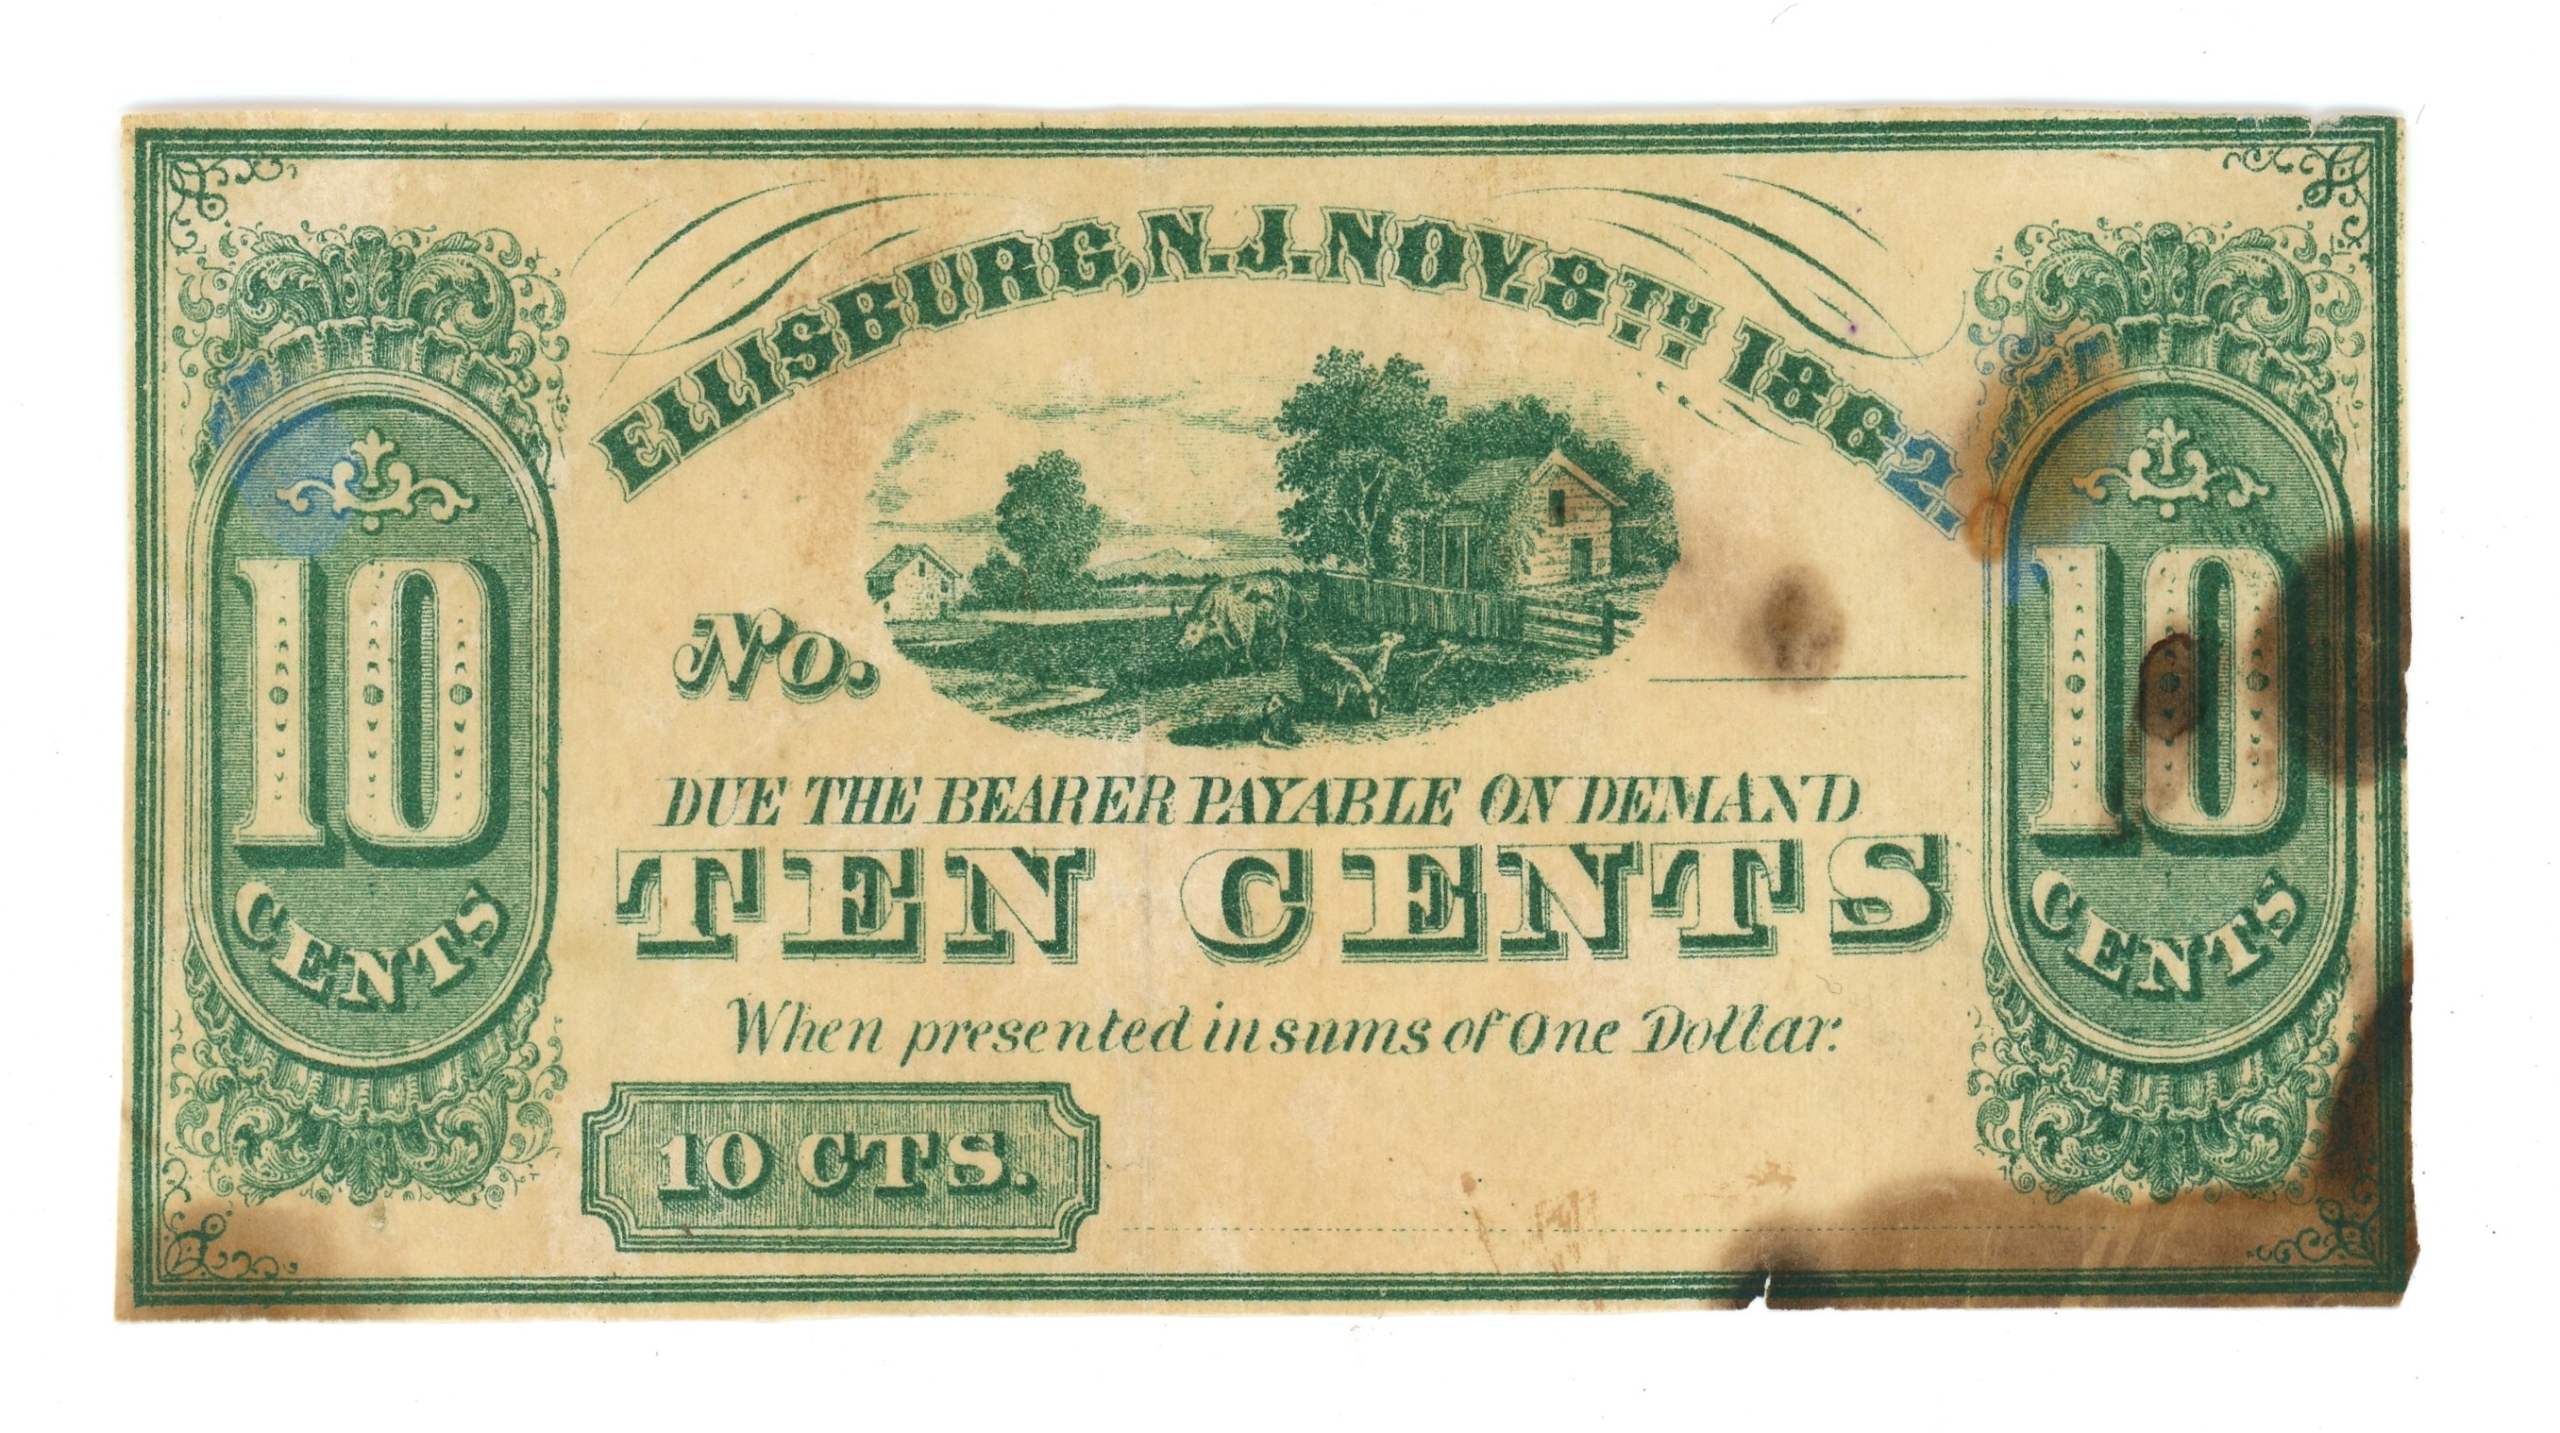 ELLISBURG, N.J. NOV. 8TH 1862.
10
CENTS
No.
10
CENTS
DUE THE BEARER PAYABLE ON DEMAND
TEN CENTS
When presented in sums of One Dollar.
10 CTS.